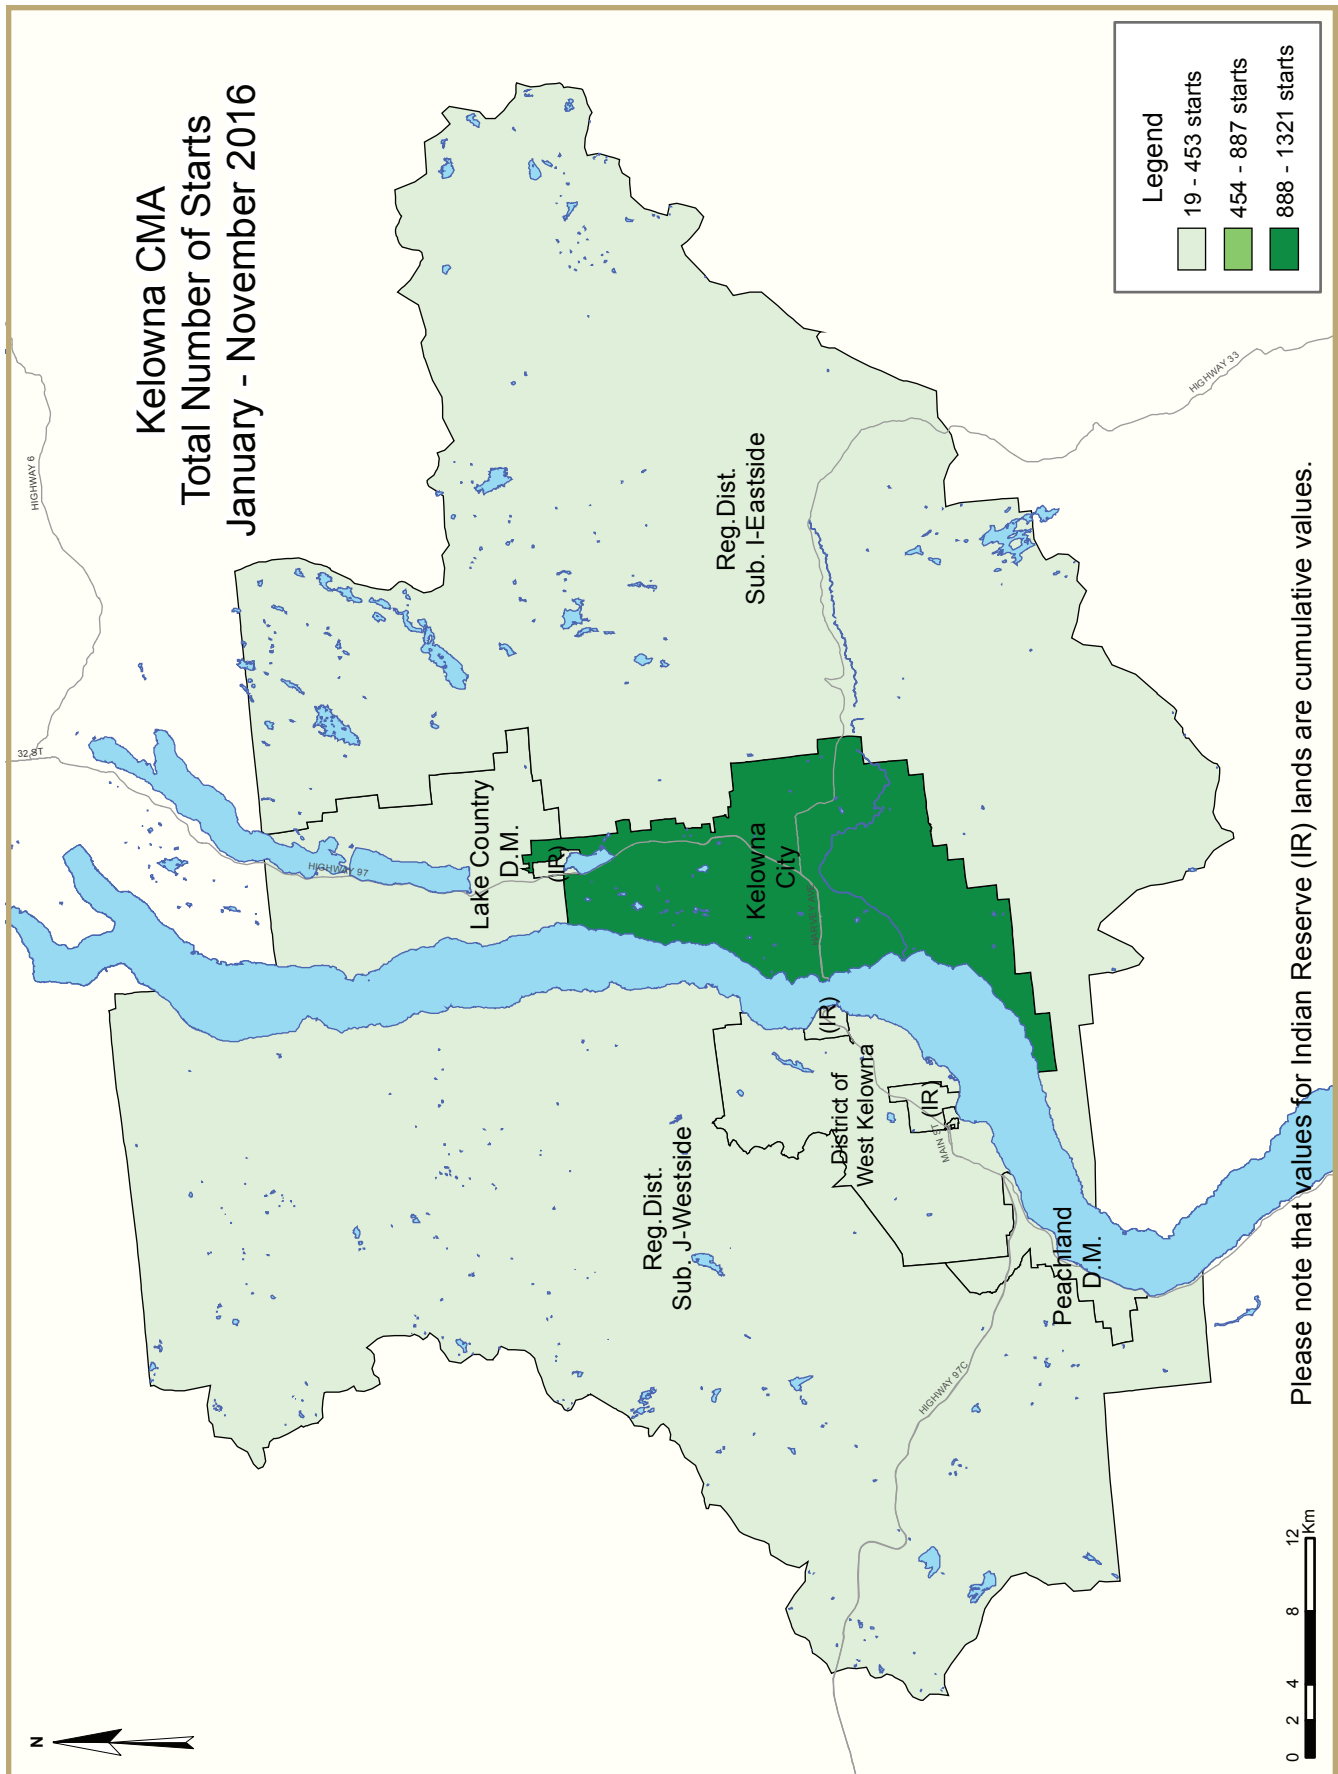 Kelowna CMA
Total Number of Starts
January - November 2016
Legend
19 - 453 starts
454 - 887 starts
888 - 1321 starts
N
HIGHWAY 6
32 ST
HIGHWAY 97
Lake Country
D.M.
(IR)
Reg.Dist.
Sub. I-Eastside
Kelowna
City
HIGHWAY 33
(IR)
District of
West Kelowna
(IR)
MAIN ST
Reg.Dist.
Sub. J-Westside
Peachland
D.M.
HIGHWAY 97C
0 2 4 8 12
Km
Please note that values for Indian Reserve (IR) lands are cumulative values.